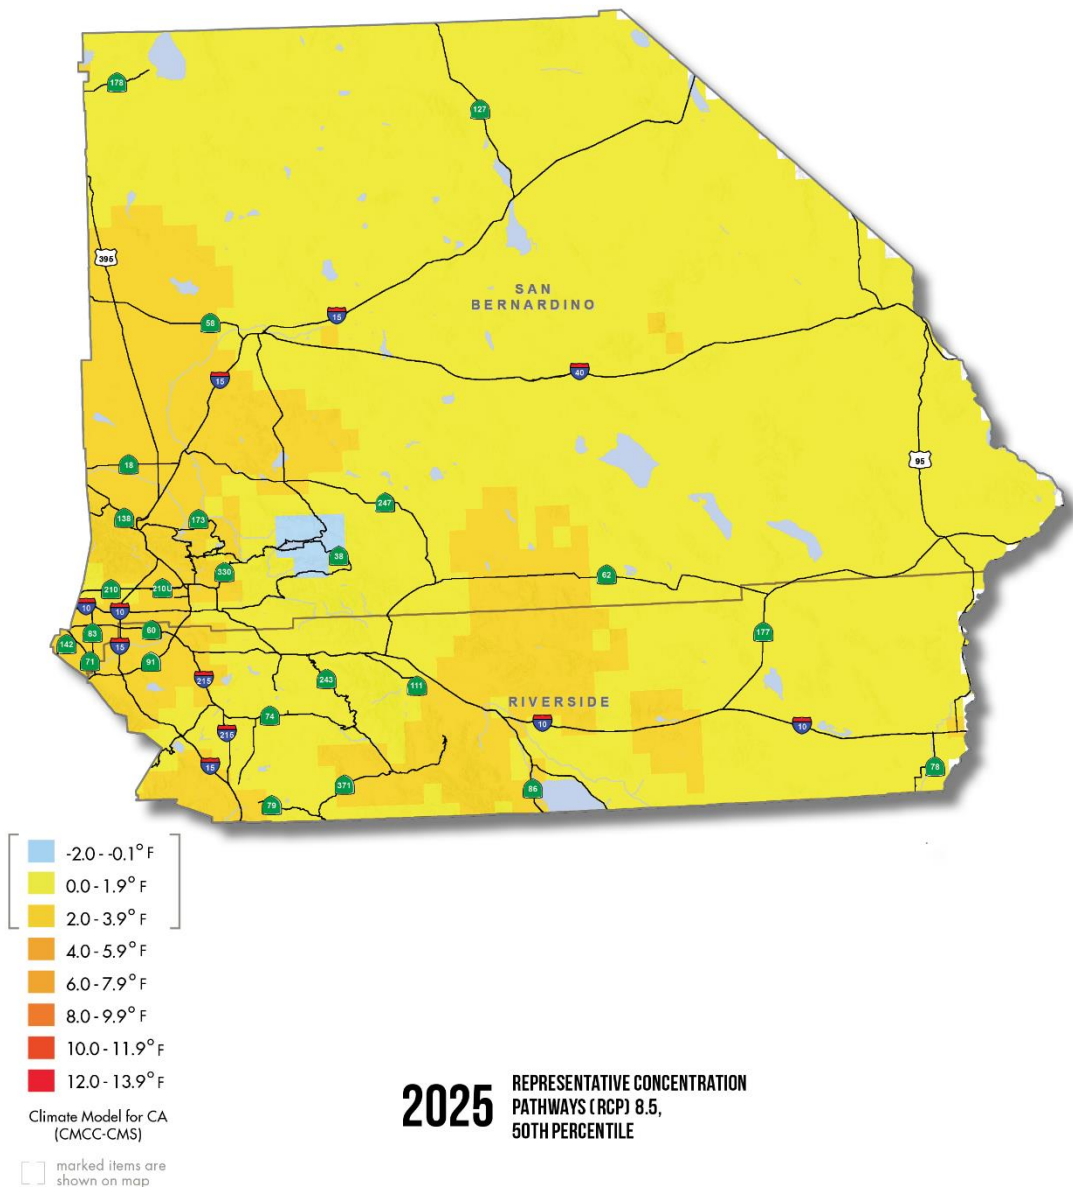 178
127
395
SAN
BERNARDINO
58
15
15
40
95
18
247
138
173
38
330
62
210
210U
10
10
83
60
177
142
15
71
91
215
243
111
RIVERSIDE
74
10
10
215
15
78
371
86
79
-2.0 - -0.1° F
0.0 - 1.9° F
2.0 - 3.9° F
4.0 - 5.9° F
6.0 - 7.9° F
8.0 - 9.9° F
10.0 - 11.9° F
12.0 - 13.9° F
Climate Model for CA
(CMCC-CMS)
marked items are
shown on map
2025
REPRESENTATIVE CONCENTRATION
PATHWAYS (RCP) 8.5,
50TH PERCENTILE